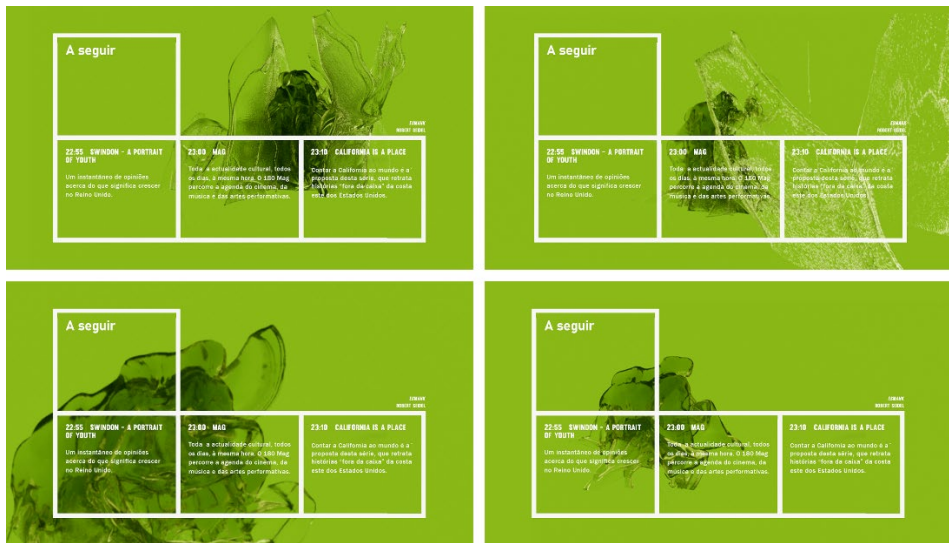 A seguir
ROBERT SEIDEL
22:55 SWINDON - A PORTRAIT
OF YOUTH
Um instantâneo de opiniões
acerca do que significa crescer
no Reino Unido.
23:00 MAG
Toda a actualidade cultural, todos
os dias, à mesma hora. O 180 Mag
percorre a agenda do cinema, da
música e das artes performativas.
23:10 CALIFORNIA IS A PLACE
Contar a California ao mundo é a
proposta desta série, que retrata
histórias "fora da caixa" da costa
este dos Estados Unidos.
A seguir
ROBERT SEIDEL
22:55 SWINDON - A PORTRAIT
OF YOUTH
Um instantâneo de opiniões
acerca do que significa crescer
no Reino Unido.
23:00 MAG
Toda a actualidade cultural, todos
os dias, à mesma hora. O 180 Mag
percorre a agenda do cinema, da
música e das artes performativas.
23:10 CALIFORNIA IS A PLACE
Contar a California ao mundo é a
proposta desta série, que retrata
histórias "fora da caixa" da costa
este dos Estados Unidos.
A seguir
ROBERT SEIDEL
22:55 SWINDON - A PORTRAIT
OF YOUTH
Um instantâneo de opiniões
acerca do que significa crescer
no Reino Unido.
23:00 MAG
Toda a actualidade cultural, todos
os dias, à mesma hora. O 180 Mag
percorre a agenda do cinema, da
música e das artes performativas.
23:10 CALIFORNIA IS A PLACE
Contar a California ao mundo é a
proposta desta série, que retrata
histórias "fora da caixa" da costa
este dos Estados Unidos.
A seguir
ROBERT SEIDEL
22:55 SWINDON - A PORTRAIT
OF YOUTH
Um instantâneo de opiniões
acerca do que significa crescer
no Reino Unido.
23:00 MAG
Toda a actualidade cultural, todos
os dias, à mesma hora. O 180 Mag
percorre a agenda do cinema, da
música e das artes performativas.
23:10 CALIFORNIA IS A PLACE
Contar a California ao mundo é a
proposta desta série, que retrata
histórias "fora da caixa" da costa
este dos Estados Unidos.